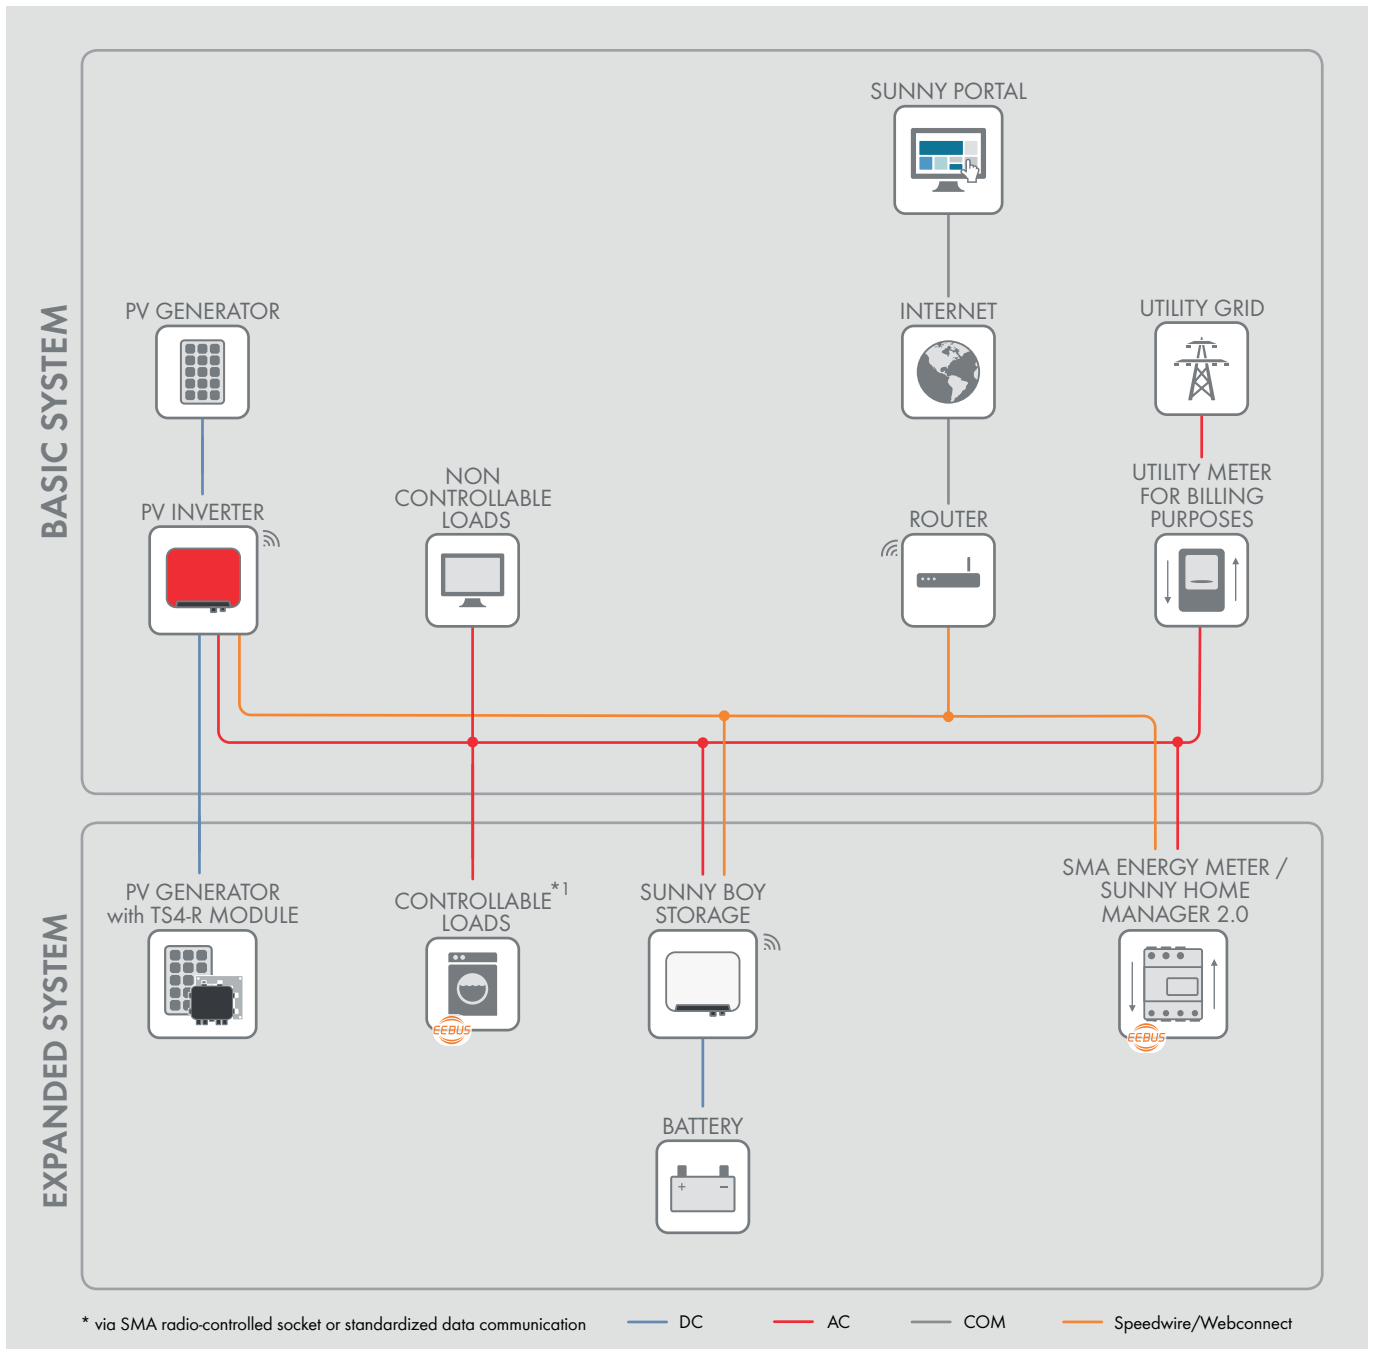 BASIC SYSTEM
SUNNY PORTAL
PV GENERATOR
INTERNET
UTILITY GRID
NON
CONTROLLABLE
LOADS
UTILITY METER
FOR BILLING
PURPOSES
PV INVERTER
ROUTER
EXPANDED SYSTEM
PV GENERATOR
with TS4-R MODULE
CONTROLLABLE*1
LOADS
EEBUS
SUNNY BOY
STORAGE
SMA ENERGY METER /
SUNNY HOME
MANAGER 2.0
EEBUS
BATTERY
+ −
* via SMA radio-controlled socket or standardized data communication
DC
AC
COM
Speedwire/Webconnect